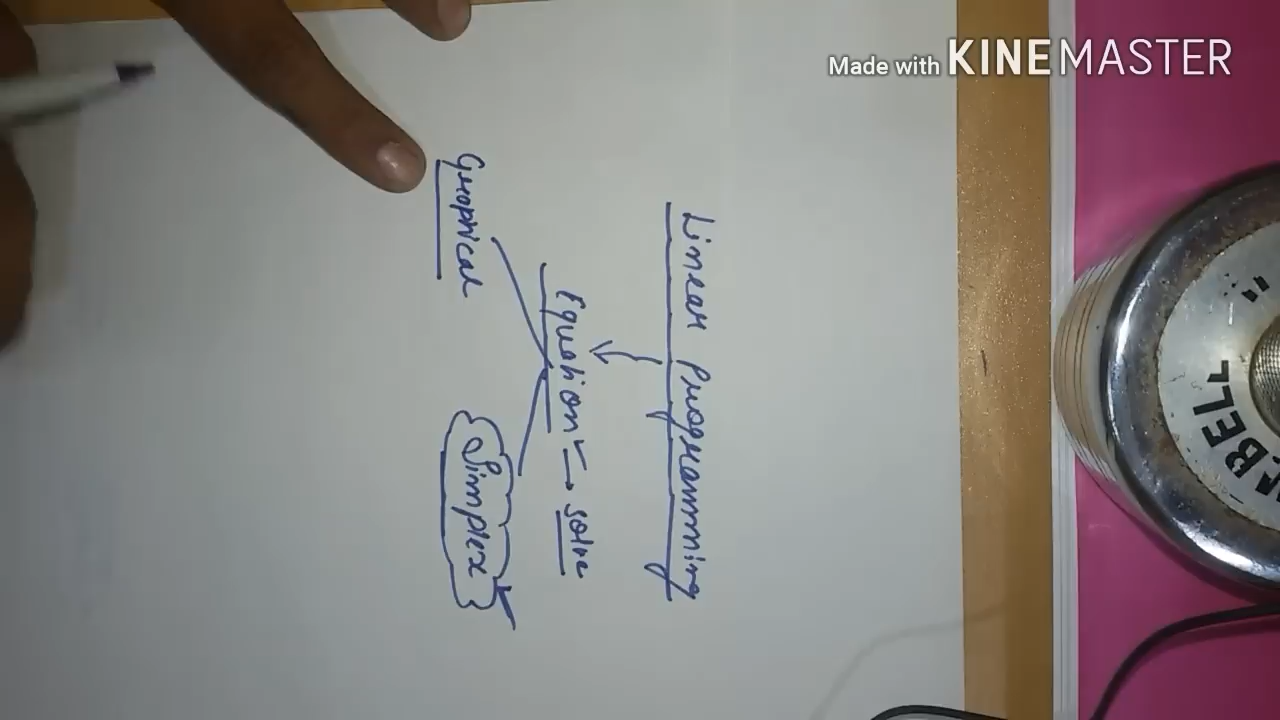 Made with KINEMASTER
Linear Programming
Equation → solve
Graphical
Simplex
BELL